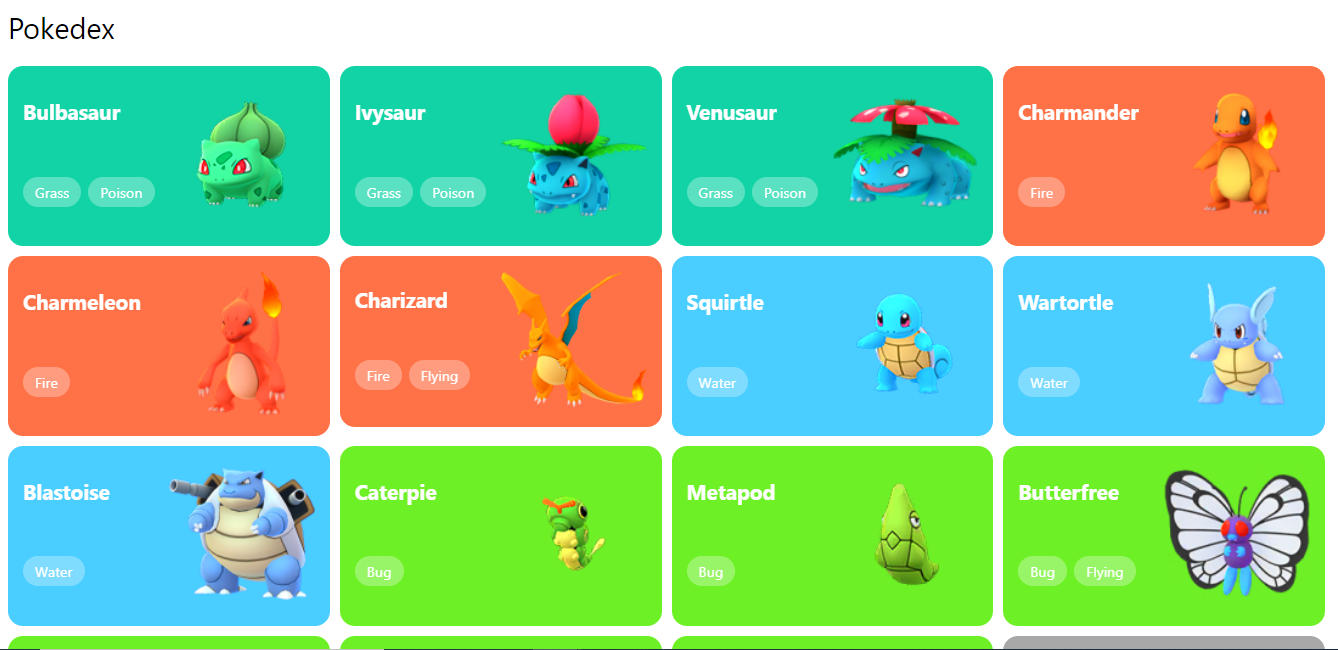 Pokedex
Bulbasaur
Grass Poison
Ivysaur
Grass Poison
Venusaur
Grass Poison
Charmander
Fire
Charmeleon
Fire
Charizard
Fire Flying
Squirtle
Water
Wartortle
Water
Blastoise
Water
Caterpie
Bug
Metapod
Bug
Butterfree
Bug Flying